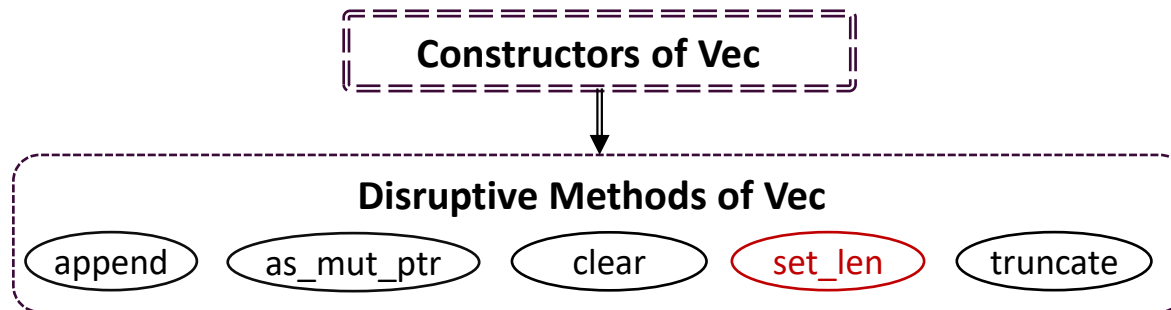 Constructors of Vec
Disruptive Methods of Vec
append as_mut_ptr clear set_len truncate